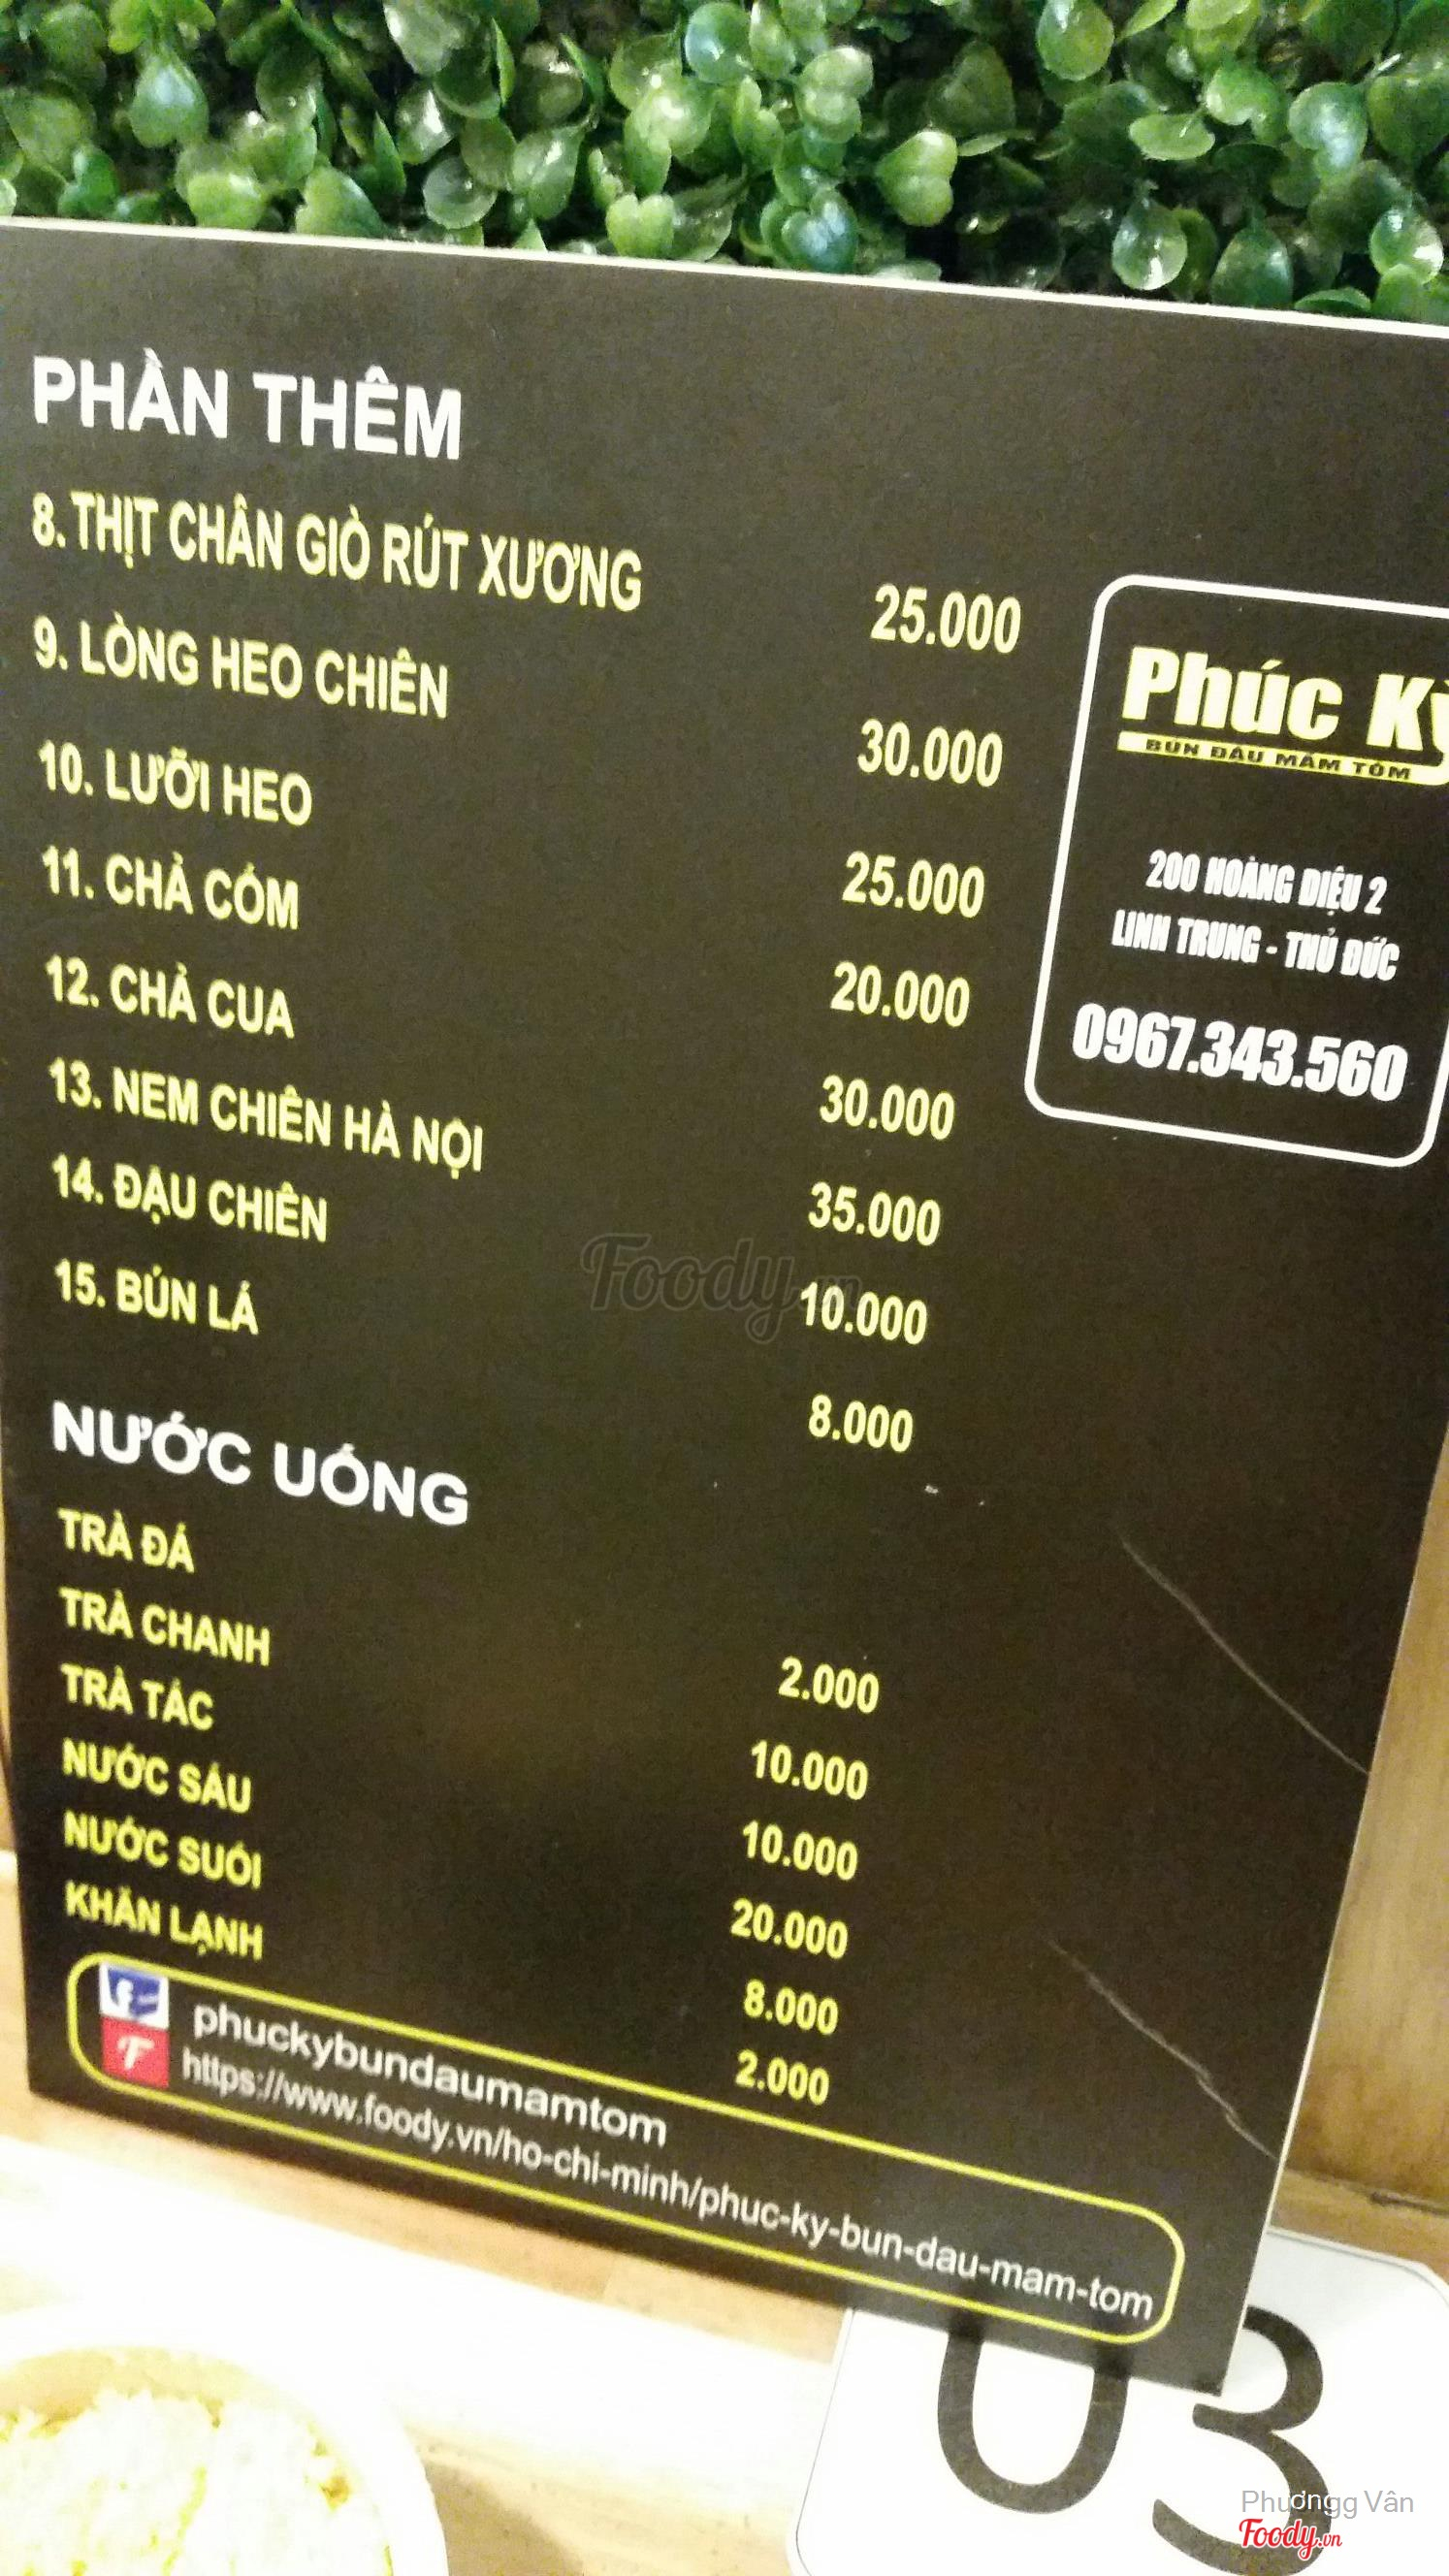 PHẦN THÊM
8. THỊT CHÂN GIÒ RÚT XƯƠNG 25.000
9. LÒNG HEO CHIÊN 30.000
10. LƯỠI HEO 25.000
11. CHẢ CỐM 20.000
12. CHẢ CUA 30.000
13. NEM CHIÊN HÀ NỘI 35.000
14. ĐẬU CHIÊN 10.000
15. BÚN LÁ 8.000
NƯỚC UỐNG
TRÀ ĐÁ 2.000
TRÀ CHANH 10.000
TRÀ TẮC 10.000
NƯỚC SẤU 20.000
NƯỚC SUỐI 8.000
KHĂN LẠNH 2.000
Phúc Kỳ
BÚN ĐẬU MẮM TÔM
200 HOÀNG DIỆU 2
LINH TRUNG - THỦ ĐỨC
0967.343.560
phuckybundaumamtom
https://www.foody.vn/ho-chi-minh/phuc-ky-bun-dau-mam-tom
Foody.vn
03
Phươngg Vân
Foody.vn